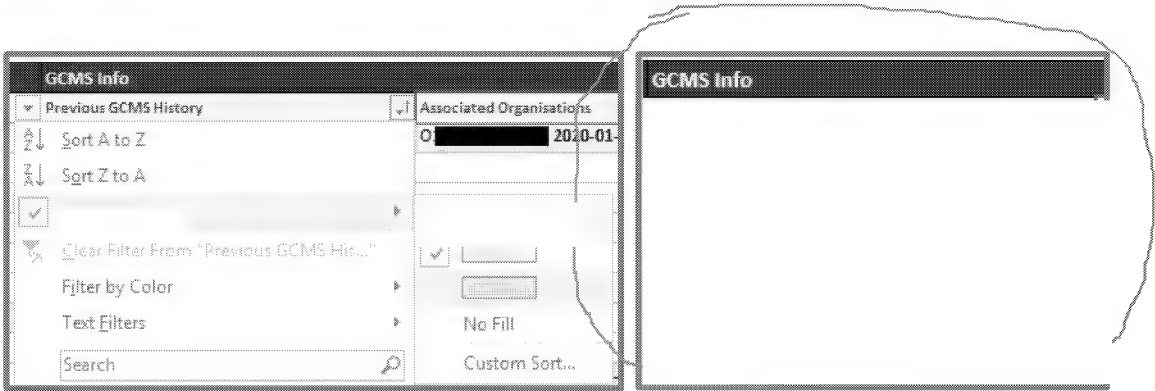 GCMS Info
Previous GCMS History
Associated Organisations
O: 2020-01-
Sort A to Z
Sort Z to A
Clear Filter From "Previous GCMS His..."
Filter by Color
Text Filters
No Fill
Search
Custom Sort...
GCMS Info